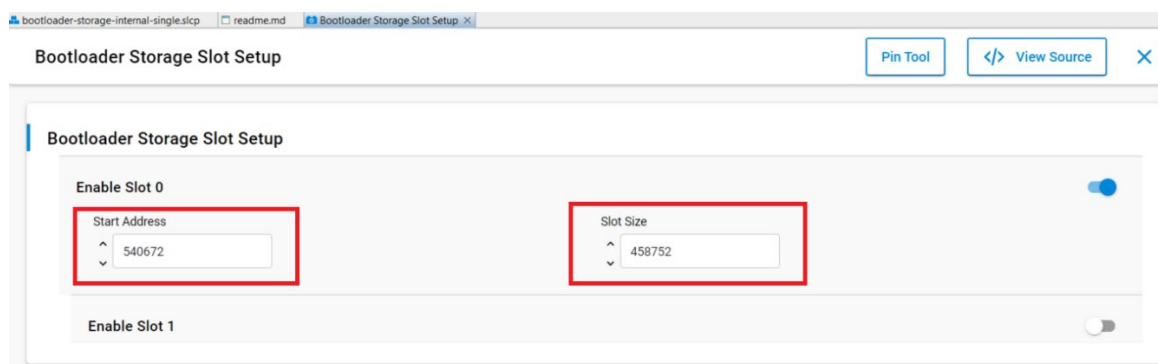 bootloader-storage-internal-single.slcp readme.md Bootloader Storage Slot Setup
Bootloader Storage Slot Setup Pin Tool </> View Source
Bootloader Storage Slot Setup
Enable Slot 0
Start Address Slot Size
540672 458752
Enable Slot 1